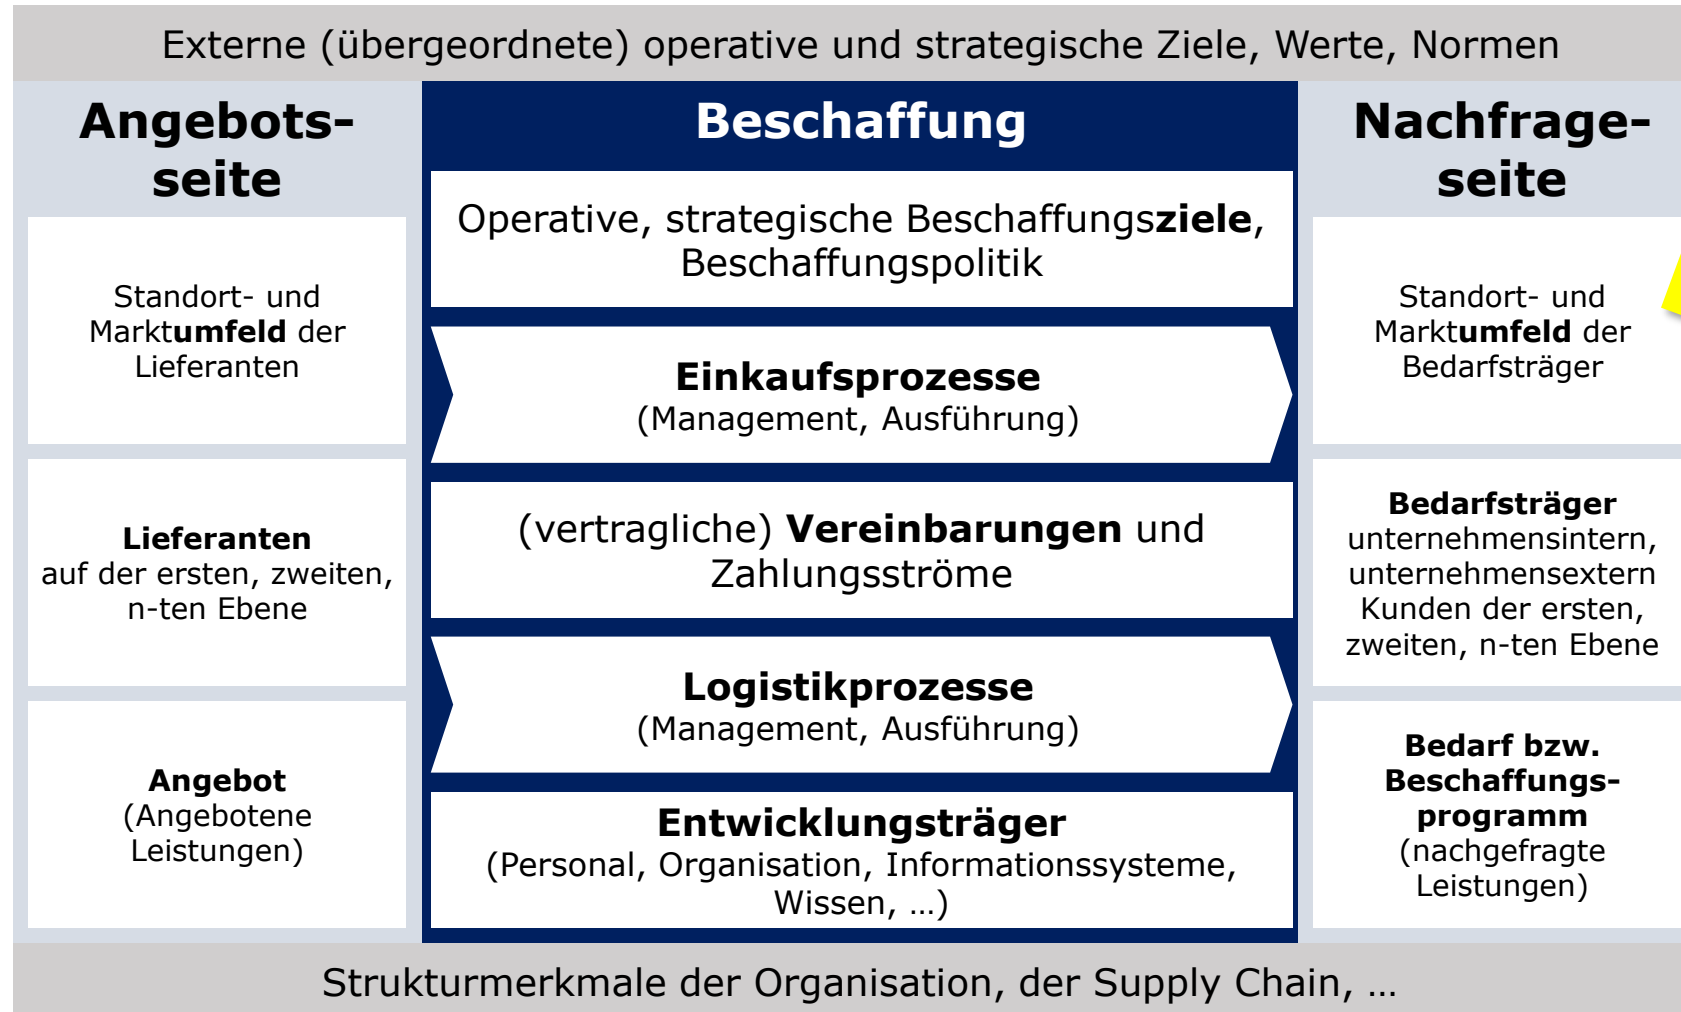 Externe (übergeordnete) operative und strategische Ziele, Werte, Normen
Angebots-
seite
Standort- und
Marktumfeld der
Lieferanten
Lieferanten
auf der ersten, zweiten,
n-ten Ebene
Angebot
(Angebotene
Leistungen)
Beschaffung
Operative, strategische Beschaffungsziele,
Beschaffungspolitik
Einkaufsprozesse
(Management, Ausführung)
(vertragliche) Vereinbarungen und
Zahlungsströme
Logistikprozesse
(Management, Ausführung)
Entwicklungsträger
(Personal, Organisation, Informationssysteme,
Wissen, …)
Nachfrage-
seite
Standort- und
Marktumfeld der
Bedarfsträger
Bedarfsträger
unternehmensintern,
unternehmensextern
Kunden der ersten,
zweiten, n-ten Ebene
Bedarf bzw.
Beschaffungs-
programm
(nachgefragte
Leistungen)
Strukturmerkmale der Organisation, der Supply Chain, …